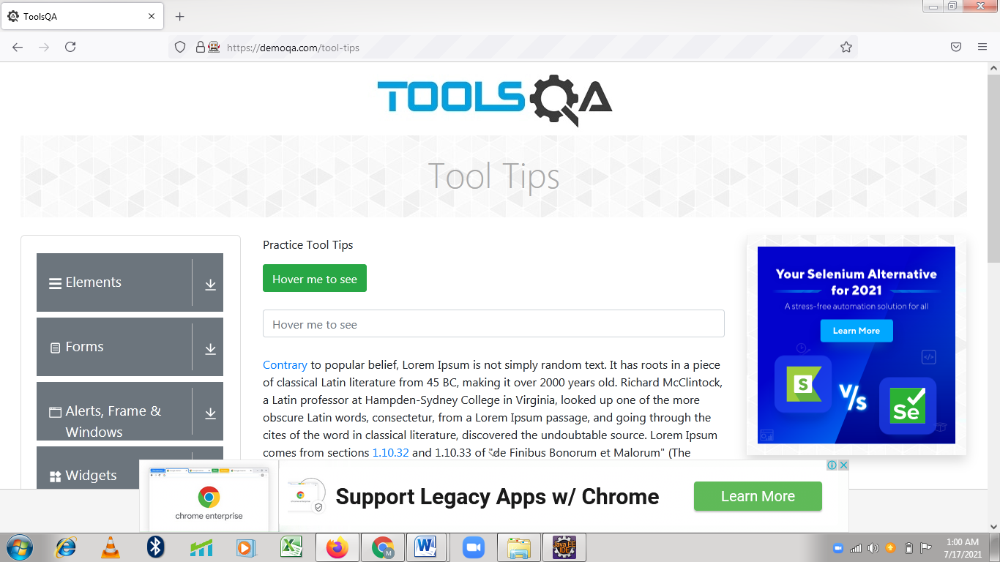 ToolsQA
https://demoqa.com/tool-tips
TOOLSQA
Tool Tips
Elements
Forms
Alerts, Frame &
Windows
Widgets
Practice Tool Tips
Hover me to see
Hover me to see
Contrary to popular belief, Lorem Ipsum is not simply random text. It has roots in a piece
of classical Latin literature from 45 BC, making it over 2000 years old. Richard McClintock,
a Latin professor at Hampden-Sydney College in Virginia, looked up one of the more
obscure Latin words, consectetur, from a Lorem Ipsum passage, and going through the
cites of the word in classical literature, discovered the undoubtable source. Lorem Ipsum
comes from sections 1.10.32 and 1.10.33 of "de Finibus Bonorum et Malorum" (The
Your Selenium Alternative
for 2021
A stress-free automation solution for all
Learn More
S
V/s
Se
chrome enterprise
Support Legacy Apps w/ Chrome
Learn More
Java EE
IDE
M
1:00 AM
7/17/2021